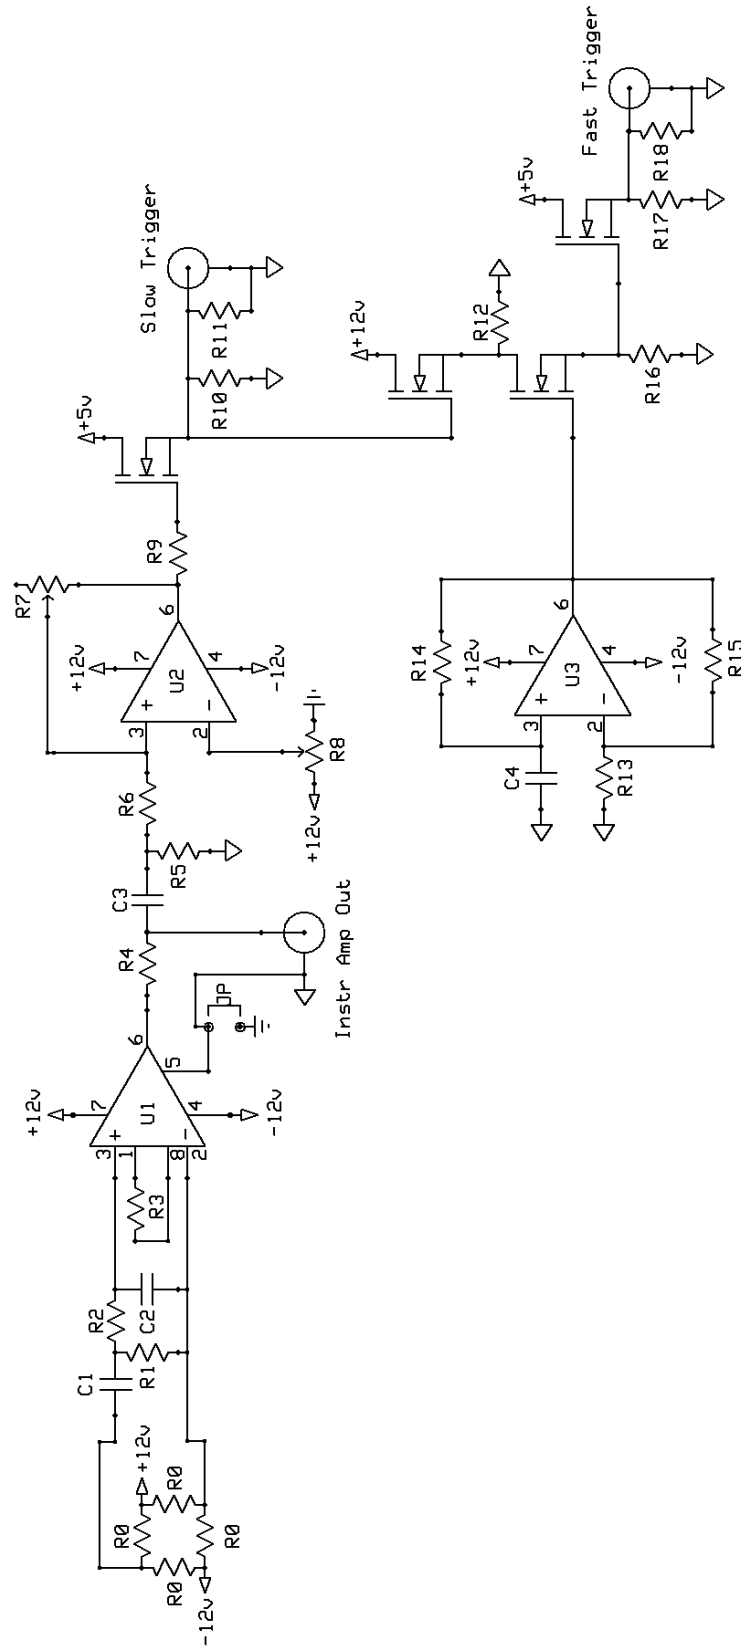 -12v
R0
R0
+12v
R0
R0
C1
R1
R2
C2
R3
3
1
8
2
+
-
U1
+12v
7
4
-12v
5
6
JP
R4
Instr Amp Out
C3
R5
R6
+12v
R8
3
2
+
-
U2
+12v
7
4
-12v
6
R7
R9
+5v
R10
R11
Slow Trigger
C4
R13
3
2
+
-
U3
R14
+12v
7
4
-12v
6
R15
+12v
R12
R16
+5v
R17
R18
Fast Trigger